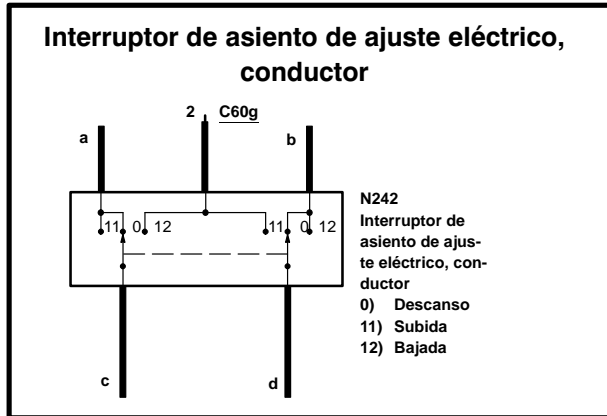 Interruptor de asiento de ajuste eléctrico,
conductor
2 C60g
a b
11 0 12 11 0 12
N242
Interruptor de
asiento de ajus-
te eléctrico, con-
ductor
0) Descanso
11) Subida
12) Bajada
c d